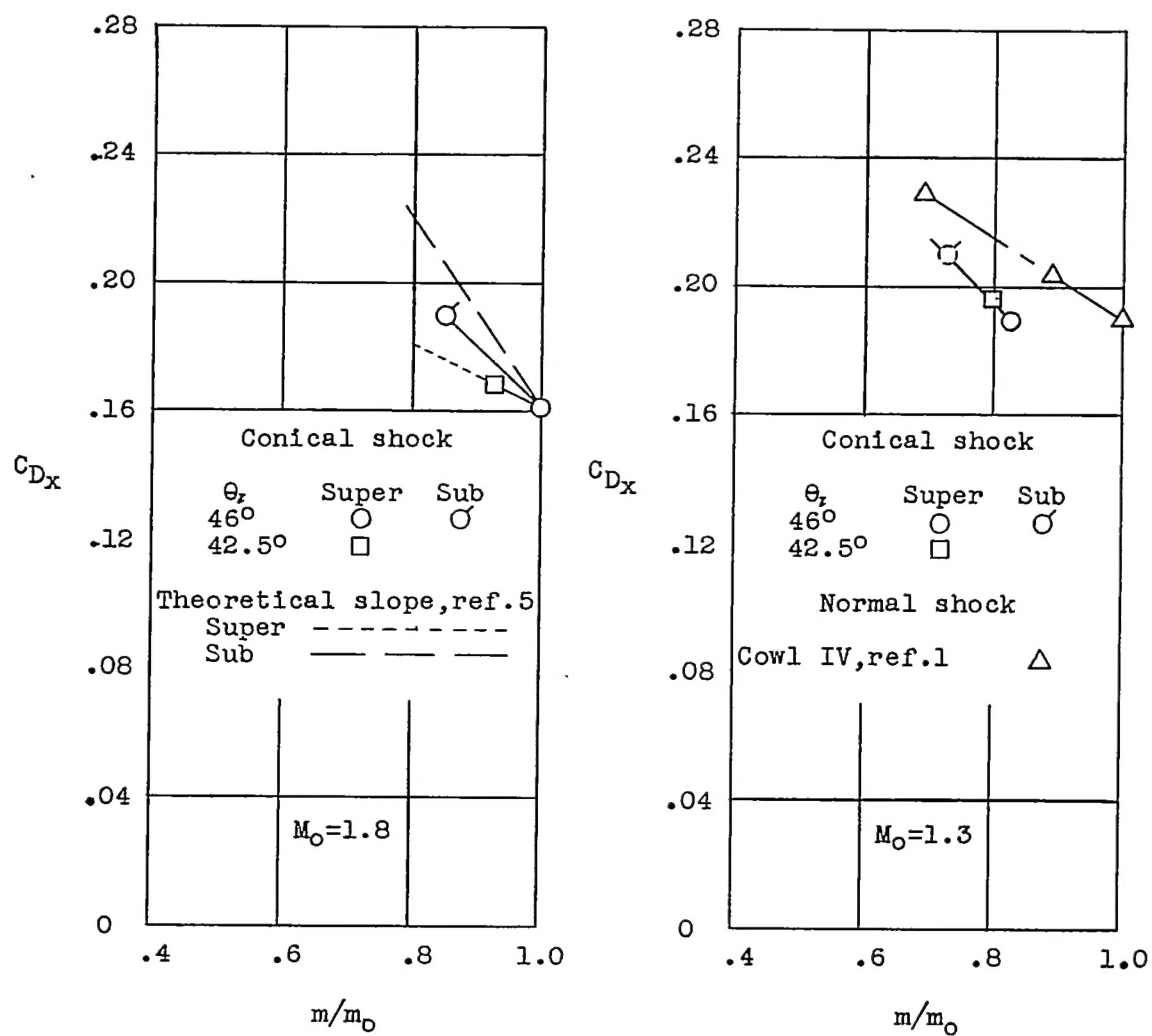 .28
.24
.20
.16
Conical shock
C_Dx
θ_l Super Sub
46°
42.5°
.12
Theoretical slope,ref.5
Super
Sub
.08
.04
M_o=1.8
0
.4 .6 .8 1.0
m/m_o
.28
.24
.20
.16
Conical shock
C_Dx
θ_l Super Sub
46°
42.5°
.12
Normal shock
Cowl IV,ref.1
.08
.04
M_o=1.3
0
.4 .6 .8 1.0
m/m_o